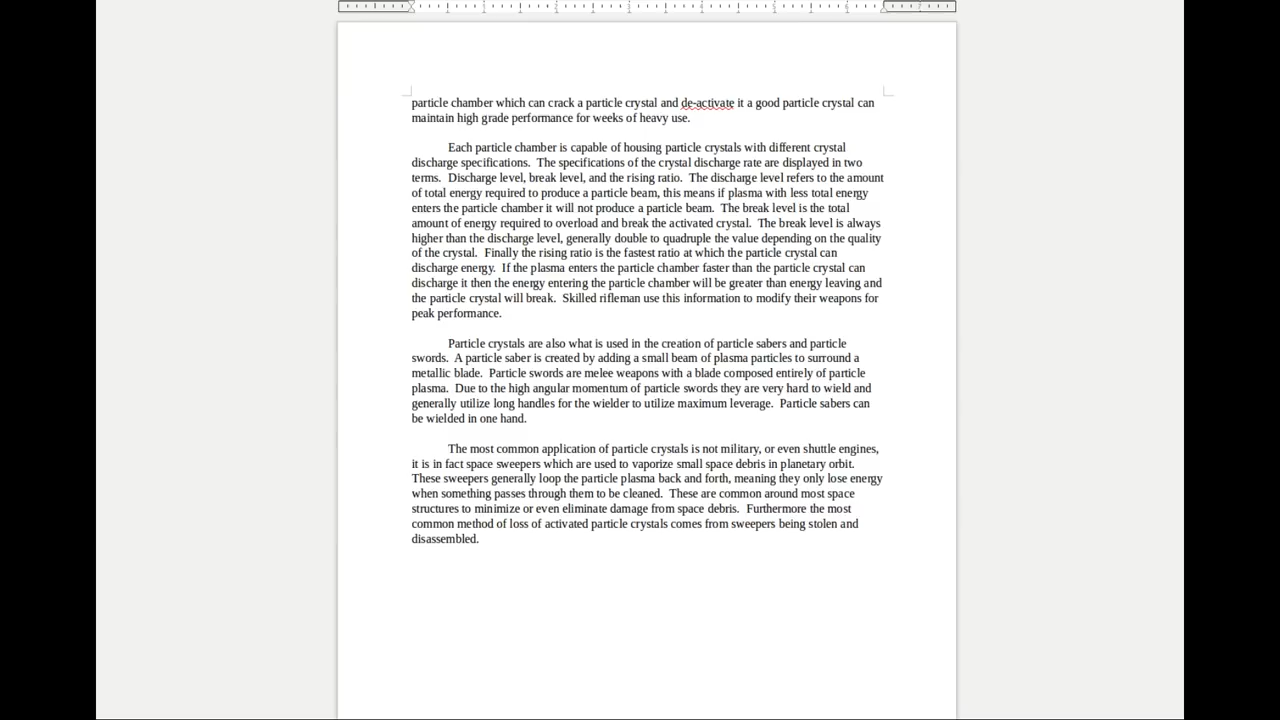 particle chamber which can crack a particle crystal and de-activate it a good particle crystal can
maintain high grade performance for weeks of heavy use.
Each particle chamber is capable of housing particle crystals with different crystal
discharge specifications.  The specifications of the crystal discharge rate are displayed in two
terms.  Discharge level, break level, and the rising ratio.  The discharge level refers to the amount
of total energy required to produce a particle beam, this means if plasma with less total energy
enters the particle chamber it will not produce a particle beam.  The break level is the total
amount of energy required to overload and break the activated crystal.  The break level is always
higher than the discharge level, generally double to quadruple the value depending on the quality
of the crystal.  Finally the rising ratio is the fastest ratio at which the particle crystal can
discharge energy.  If the plasma enters the particle chamber faster than the particle crystal can
discharge it then the energy entering the particle chamber will be greater than energy leaving and
the particle crystal will break.  Skilled rifleman use this information to modify their weapons for
peak performance.
Particle crystals are also what is used in the creation of particle sabers and particle
swords.  A particle saber is created by adding a small beam of plasma particles to surround a
metallic blade.  Particle swords are melee weapons with a blade composed entirely of particle
plasma.  Due to the high angular momentum of particle swords they are very hard to wield and
generally utilize long handles for the wielder to utilize maximum leverage.  Particle sabers can
be wielded in one hand.
The most common application of particle crystals is not military, or even shuttle engines,
it is in fact space sweepers which are used to vaporize small space debris in planetary orbit.
These sweepers generally loop the particle plasma back and forth, meaning they only lose energy
when something passes through them to be cleaned.  These are common around most space
structures to minimize or even eliminate damage from space debris.  Furthermore the most
common method of loss of activated particle crystals comes from sweepers being stolen and
disassembled.